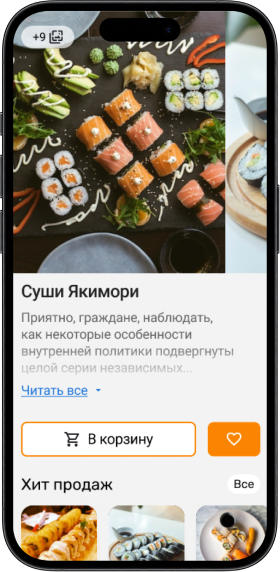 +9
Суши Якимори
Приятно, граждане, наблюдать,
как некоторые особенности
внутренней политики подвергнуты
целой серии независимых...
Читать все
В корзину
Хит продаж
Все